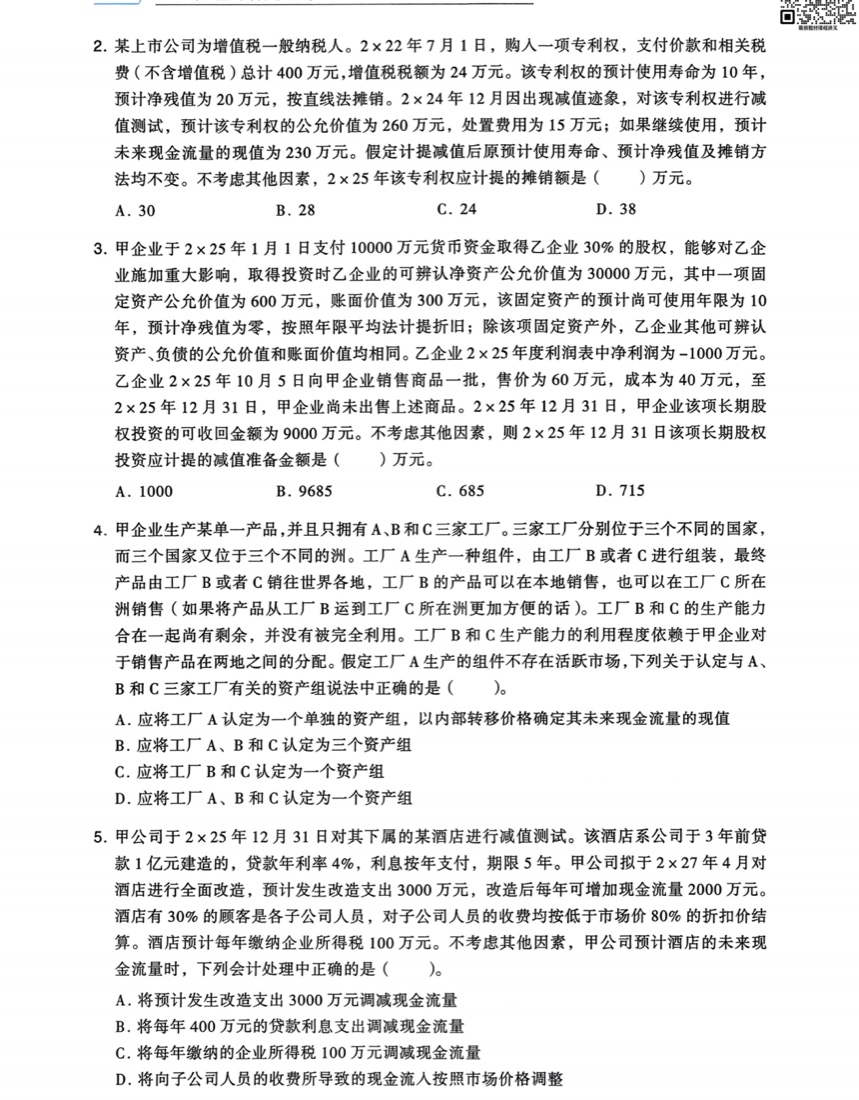 2. 某上市公司为增值税一般纳税人。2×22 年 7 月 1 日，购入一项专利权，支付价款和相关税
费（不含增值税）总计 400 万元，增值税税额为 24 万元。该专利权的预计使用寿命为 10 年，
预计净残值为 20 万元，按直线法摊销。2×24 年 12 月因出现减值迹象，对该专利权进行减
值测试，预计该专利权的公允价值为 260 万元，处置费用为 15 万元；如果继续使用，预计
未来现金流量的现值为 230 万元。假定计提减值后原预计使用寿命、预计净残值及摊销方
法均不变。不考虑其他因素，2×25 年该专利权应计提的摊销额是（　　）万元。
A. 30　　B. 28　　C. 24　　D. 38
3. 甲企业于 2×25 年 1 月 1 日支付 10000 万元货币资金取得乙企业 30% 的股权，能够对乙企
业施加重大影响，取得投资时乙企业的可辨认净资产公允价值为 30000 万元，其中一项固
定资产公允价值为 600 万元，账面价值为 300 万元，该固定资产的预计尚可使用年限为 10
年，预计净残值为零，按照年限平均法计提折旧；除该项固定资产外，乙企业其他可辨认
资产、负债的公允价值和账面价值均相同。乙企业 2×25 年度利润表中净利润为 -1000 万元。
乙企业 2×25 年 10 月 5 日向甲企业销售商品一批，售价为 60 万元，成本为 40 万元，至
2×25 年 12 月 31 日，甲企业尚未出售上述商品。2×25 年 12 月 31 日，甲企业该项长期股
权投资的可收回金额为 9000 万元。不考虑其他因素，则 2×25 年 12 月 31 日该项长期股权
投资应计提的减值准备金额是（　　）万元。
A. 1000　　B. 9685　　C. 685　　D. 715
4. 甲企业生产某单一产品，并且只拥有 A、B 和 C 三家工厂。三家工厂分别位于三个不同的国家，
而三个国家又位于三个不同的洲。工厂 A 生产一种组件，由工厂 B 或者 C 进行组装，最终
产品由工厂 B 或者 C 销往世界各地，工厂 B 的产品可以在本地销售，也可以在工厂 C 所在
洲销售（如果将产品从工厂 B 运到工厂 C 所在洲更加方便的话）。工厂 B 和 C 的生产能力
合在一起尚有剩余，并没有被完全利用。工厂 B 和 C 生产能力的利用程度依赖于甲企业对
于销售产品在两地之间的分配。假定工厂 A 生产的组件不存在活跃市场，下列关于认定与 A、
B 和 C 三家工厂有关的资产组说法中正确的是（　　）。
A. 应将工厂 A 认定为一个单独的资产组，以内部转移价格确定其未来现金流量的现值
B. 应将工厂 A、B 和 C 认定为三个资产组
C. 应将工厂 B 和 C 认定为一个资产组
D. 应将工厂 A、B 和 C 认定为一个资产组
5. 甲公司于 2×25 年 12 月 31 日对其下属的某酒店进行减值测试。该酒店系公司于 3 年前贷
款 1 亿元建造的，贷款年利率 4%，利息按年支付，期限 5 年。甲公司拟于 2×27 年 4 月对
酒店进行全面改造，预计发生改造支出 3000 万元，改造后每年可增加现金流量 2000 万元。
酒店有 30% 的顾客是各子公司人员，对子公司人员的收费均按低于市场价 80% 的折扣价结
算。酒店预计每年缴纳企业所得税 100 万元。不考虑其他因素，甲公司预计酒店的未来现
金流量时，下列会计处理中正确的是（　　）。
A. 将预计发生改造支出 3000 万元调减现金流量
B. 将每年 400 万元的贷款利息支出调减现金流量
C. 将每年缴纳的企业所得税 100 万元调减现金流量
D. 将向子公司人员的收费所导致的现金流入按照市场价格调整